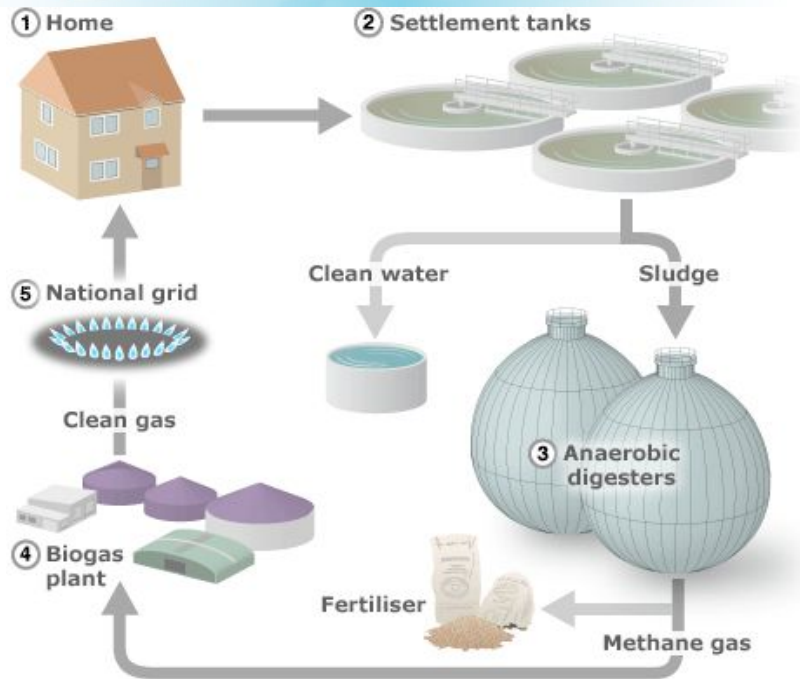 1 Home
2 Settlement tanks
Clean water
Sludge
5 National grid
Clean gas
3 Anaerobic
digesters
4 Biogas
plant
Fertiliser
Methane gas